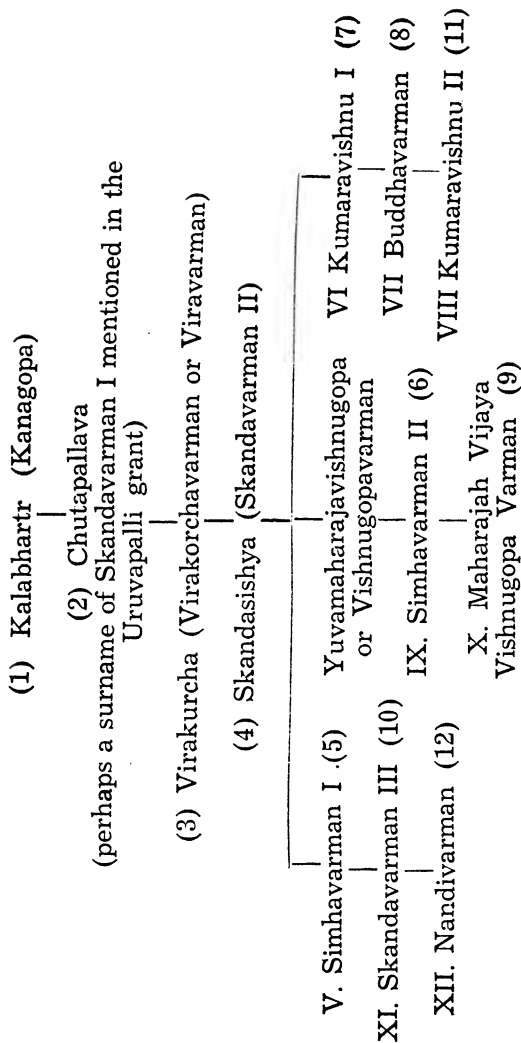 (1) Kalabhartr (Kanagopa)
(2) Chutapallava
(perhaps a surname of Skandavarman I mentioned in the
Uruvapalli grant)
(3) Virakurcha (Virakorchavarman or Viravarman)
(4) Skandasishya (Skandavarman II)
V. Simhavarman I .(5)
XI. Skandavarman III (10)
XII. Nandivarman (12)
Yuvamaharajavishnugopa
or Vishnugopavarman
IX. Simhavarman II (6)
X. Maharajah Vijaya
Vishnugopa Varman (9)
VI Kumaravishnu I (7)
VII Buddhavarman (8)
VIII Kumaravishnu II (11)